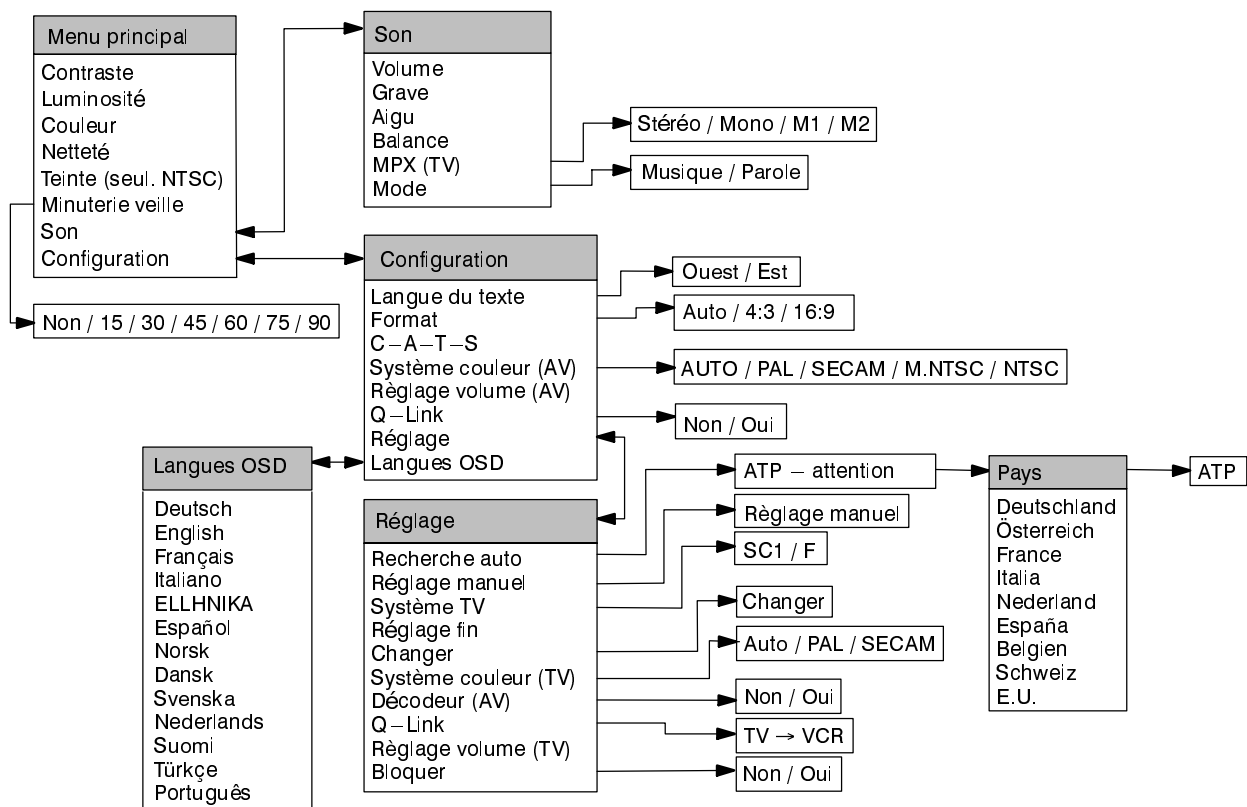 Menu principal
Contraste
Luminosité
Couleur
Netteté
Teinte (seul. NTSC)
Minuterie veille
Son
Configuration
Non / 15 / 30 / 45 / 60 / 75 / 90
Son
Volume
Grave
Aigu
Balance
MPX (TV)
Mode
Stéréo / Mono / M1 / M2
Musique / Parole
Configuration
Langue du texte
Format
C–A–T–S
Système couleur (AV)
Règlage volume (AV)
Q–Link
Réglage
Langues OSD
Ouest / Est
Auto / 4:3 / 16:9
AUTO / PAL / SECAM / M.NTSC / NTSC
Non / Oui
Langues OSD
Deutsch
English
Français
Italiano
ELLHNIKA
Español
Norsk
Dansk
Svenska
Nederlands
Suomi
Türkçe
Português
Réglage
Recherche auto
Réglage manuel
Système TV
Réglage fin
Changer
Système couleur (TV)
Décodeur (AV)
Q–Link
Règlage volume (TV)
Bloquer
ATP – attention
Règlage manuel
SC1 / F
Changer
Auto / PAL / SECAM
Non / Oui
TV → VCR
Non / Oui
Pays
Deutschland
Österreich
France
Italia
Nederland
España
Belgien
Schweiz
E.U.
ATP